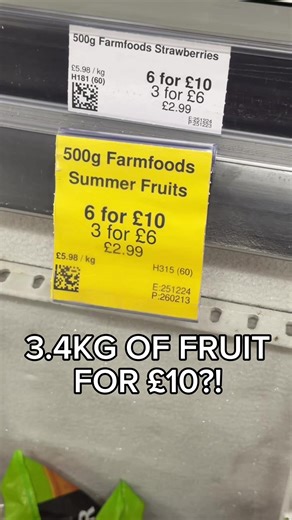 500g Farmfoods Strawberries
£5.98 / kg
H181 (60)
6 for £10
3 for £6
£2.99
E:251224
P:251223
500g Farmfoods
Summer Fruits
6 for £10
3 for £6
£2.99
£5.98 / kg
H315 (60)
E:251224
P:260213
3.4KG OF FRUIT
FOR £10?!